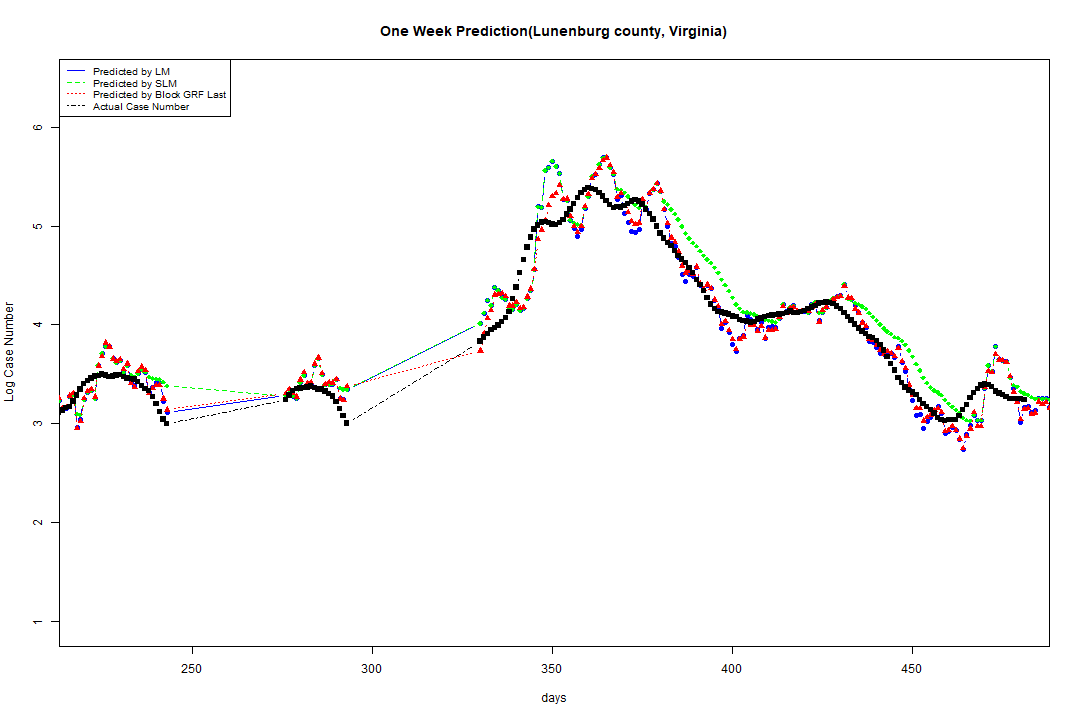 One Week Prediction(Lunenburg county, Virginia)
Predicted by LM
Predicted by SLM
Predicted by Block GRF Last
Actual Case Number
6
5
4
3
2
1
Log Case Number
250
300
350
400
450
days